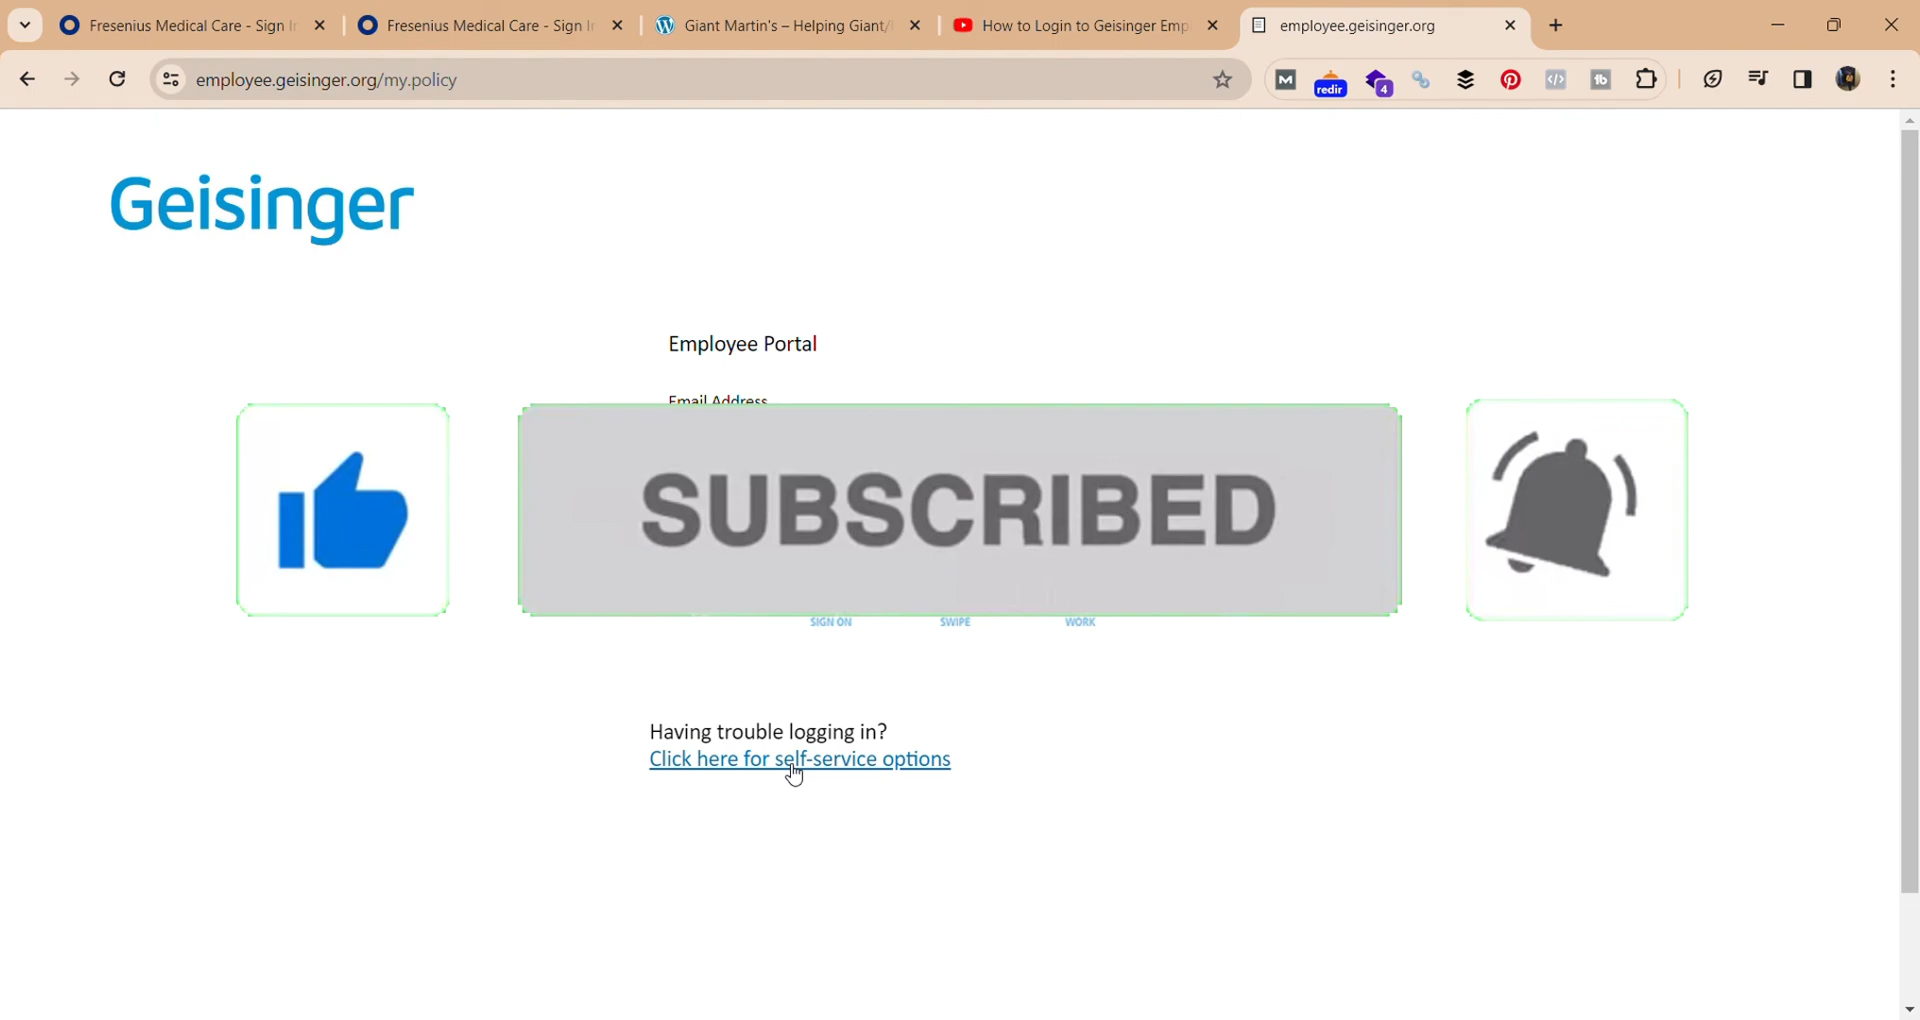 Fresenius Medical Care - Sign I
Fresenius Medical Care - Sign I
Giant Martin's – Helping Giant/
How to Login to Geisinger Emp
employee.geisinger.org
employee.geisinger.org/my.policy
M
redir
4
</>
tb
Geisinger
Employee Portal
Email Address
SUBSCRIBED
SIGN ON
SWIPE
WORK
Having trouble logging in?
Click here for self-service options